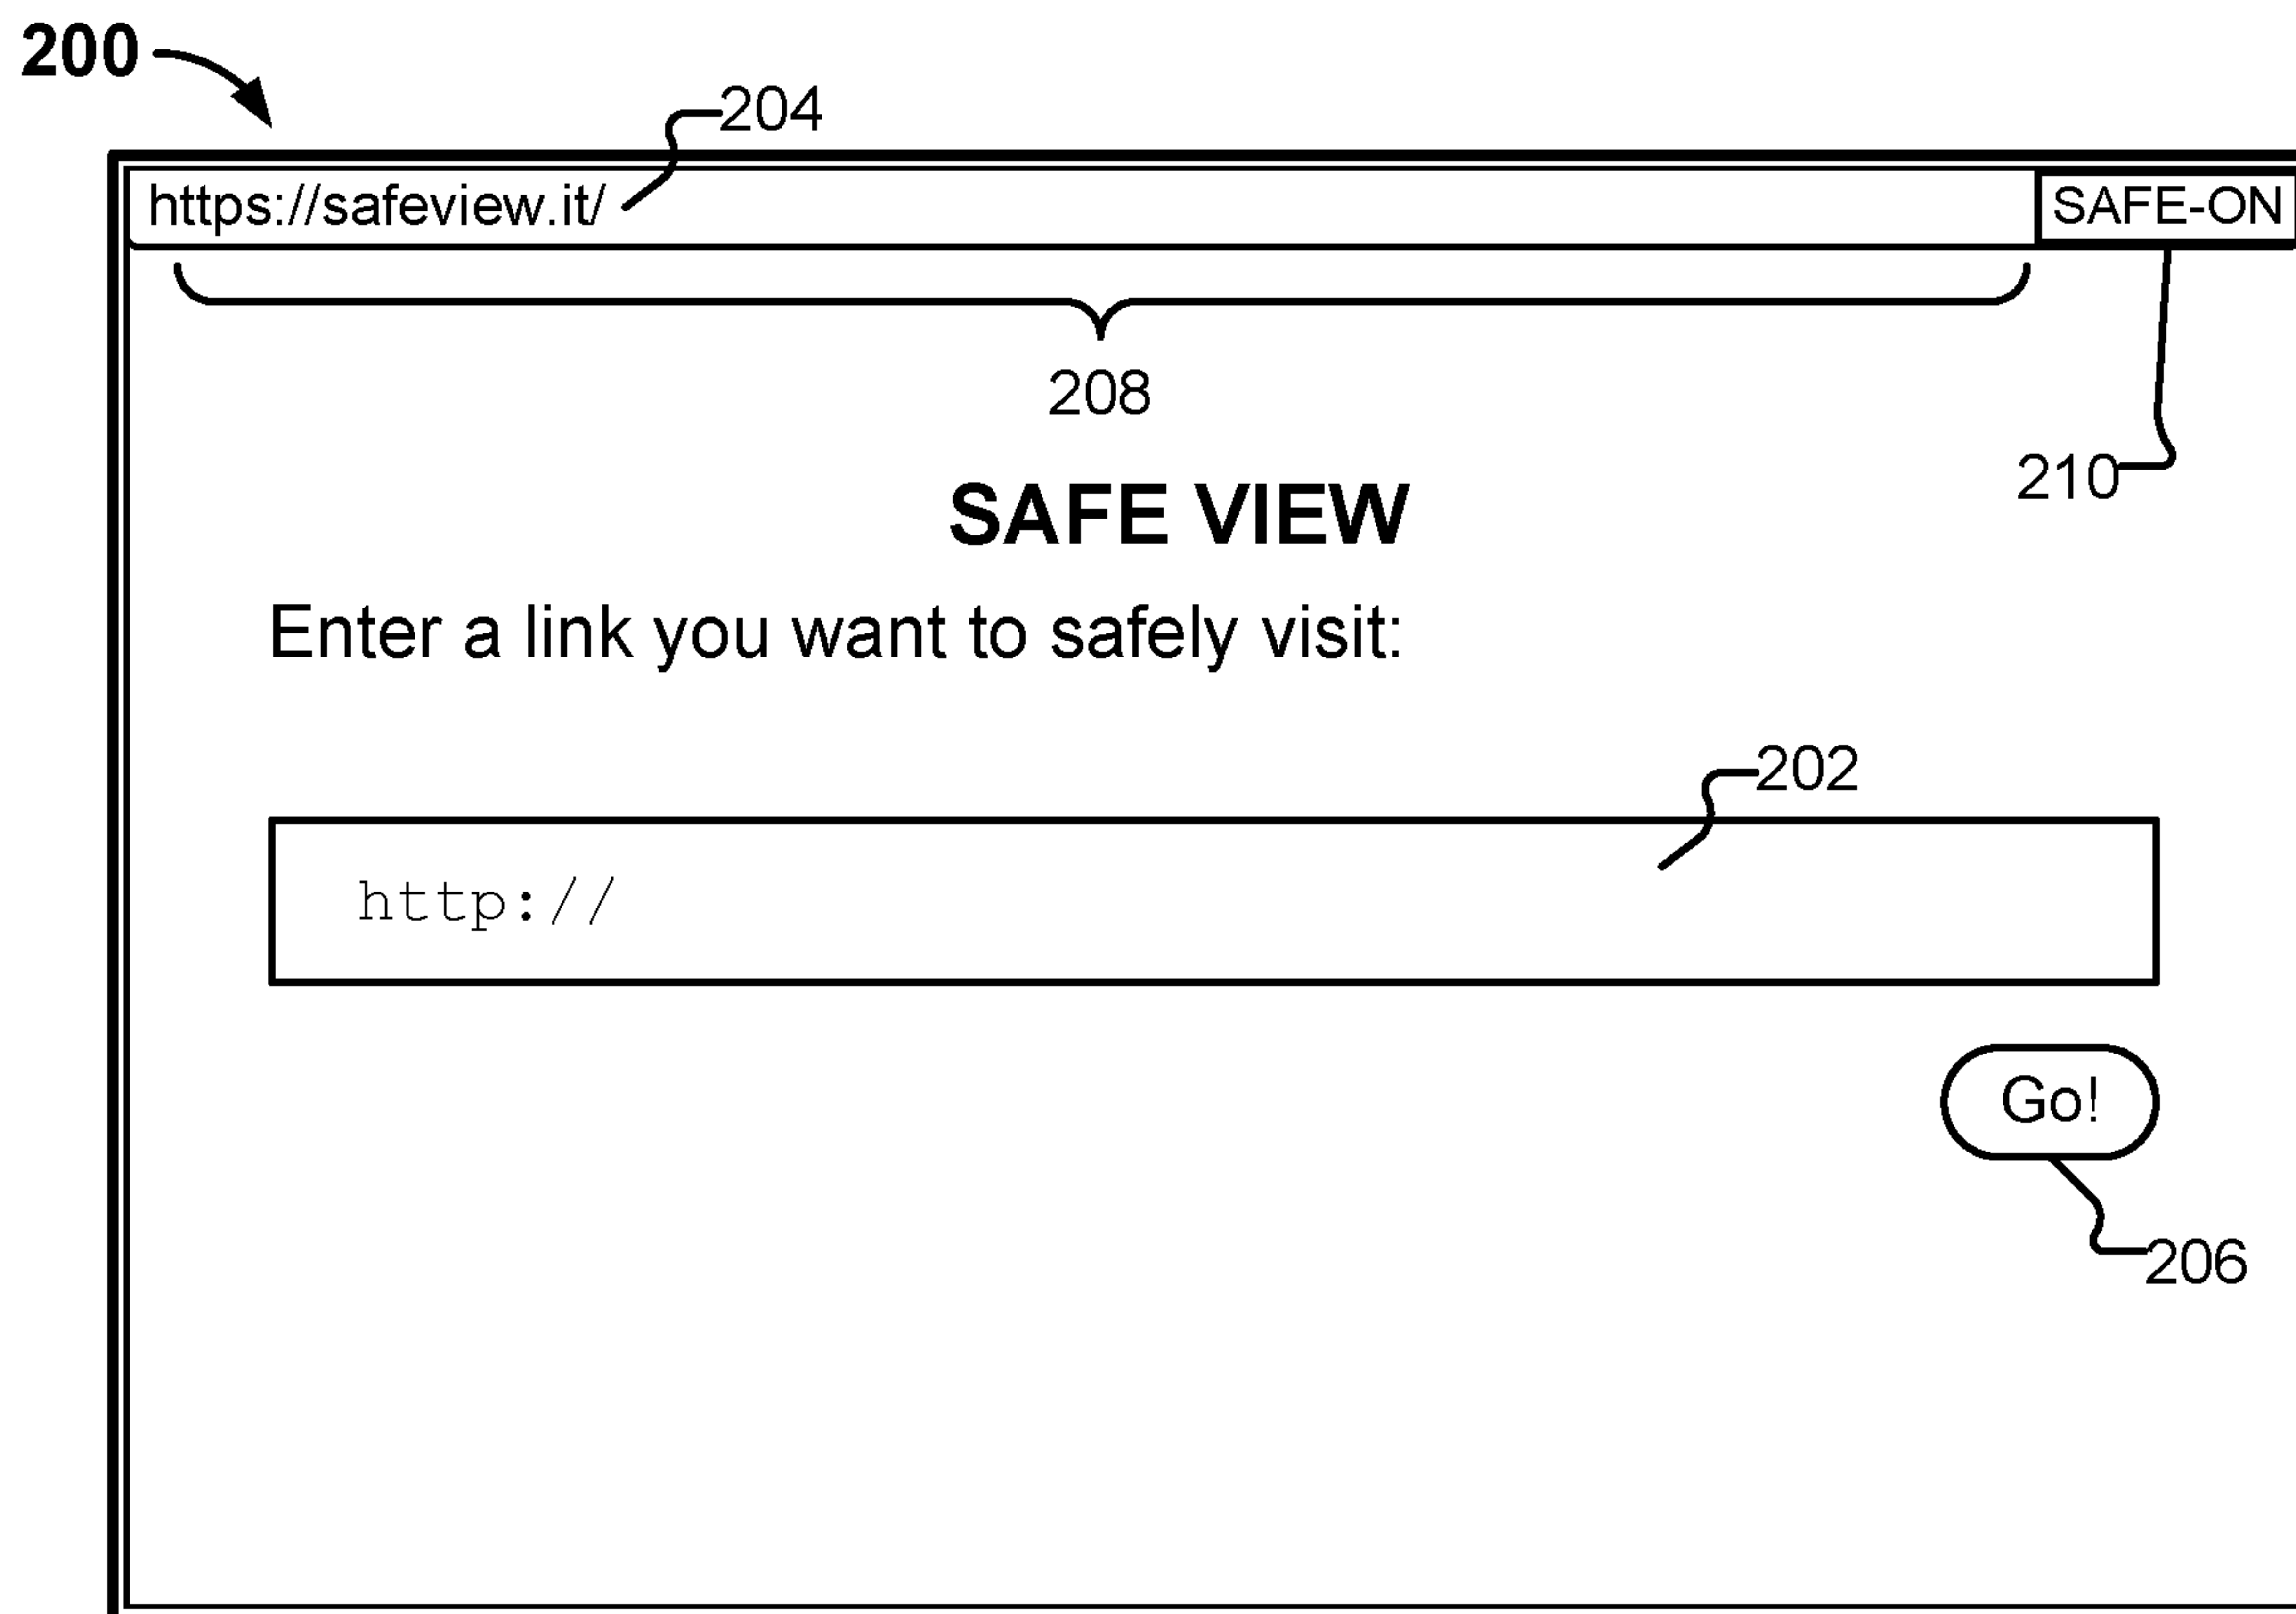 200
204
https://safeview.it/ SAFE-ON
208
210
SAFE VIEW
Enter a link you want to safely visit:
202
http://
Go!
206